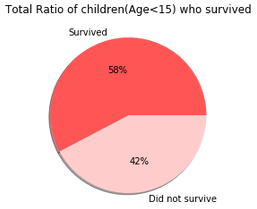 Total Ratio of children(Age<15) who survived
Survived
58%
42%
Did not survive